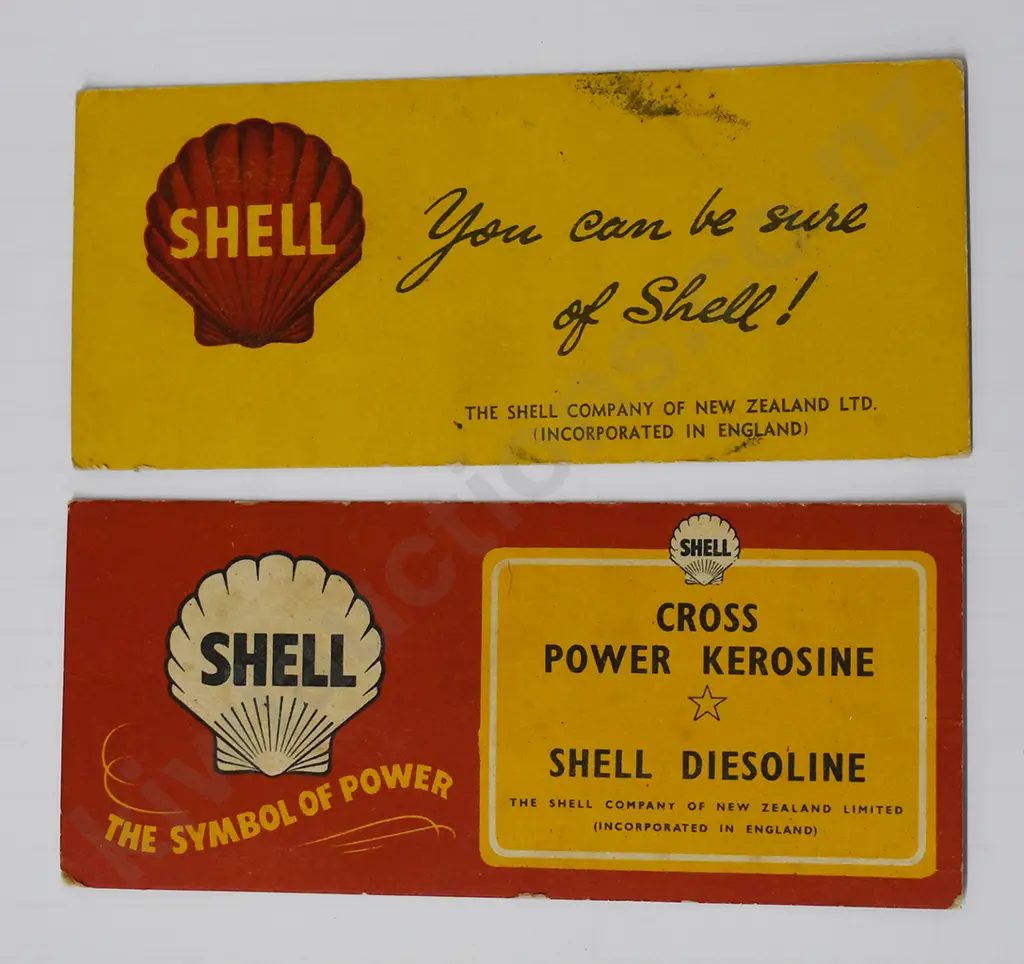 SHELL
You can be sure
of Shell!
THE SHELL COMPANY OF NEW ZEALAND LTD.
(INCORPORATED IN ENGLAND)
SHELL
THE SYMBOL OF POWER
SHELL
CROSS
POWER KEROSINE
SHELL DIESOLINE
THE SHELL COMPANY OF NEW ZEALAND LIMITED
(INCORPORATED IN ENGLAND)